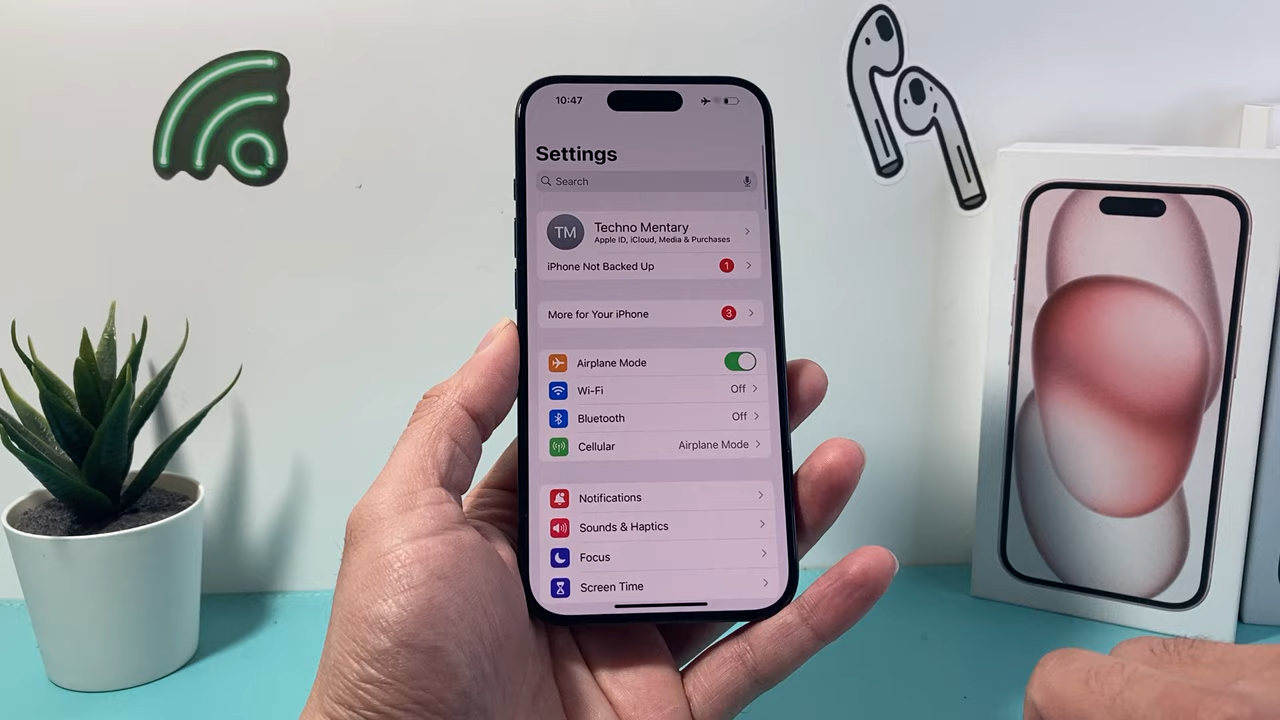 10:47
Settings
Search
TM
Techno Mentary
Apple ID, iCloud, Media & Purchases
iPhone Not Backed Up 1
More for Your iPhone 3
Airplane Mode
Wi-Fi Off
Bluetooth Off
Cellular Airplane Mode
Notifications
Sounds & Haptics
Focus
Screen Time